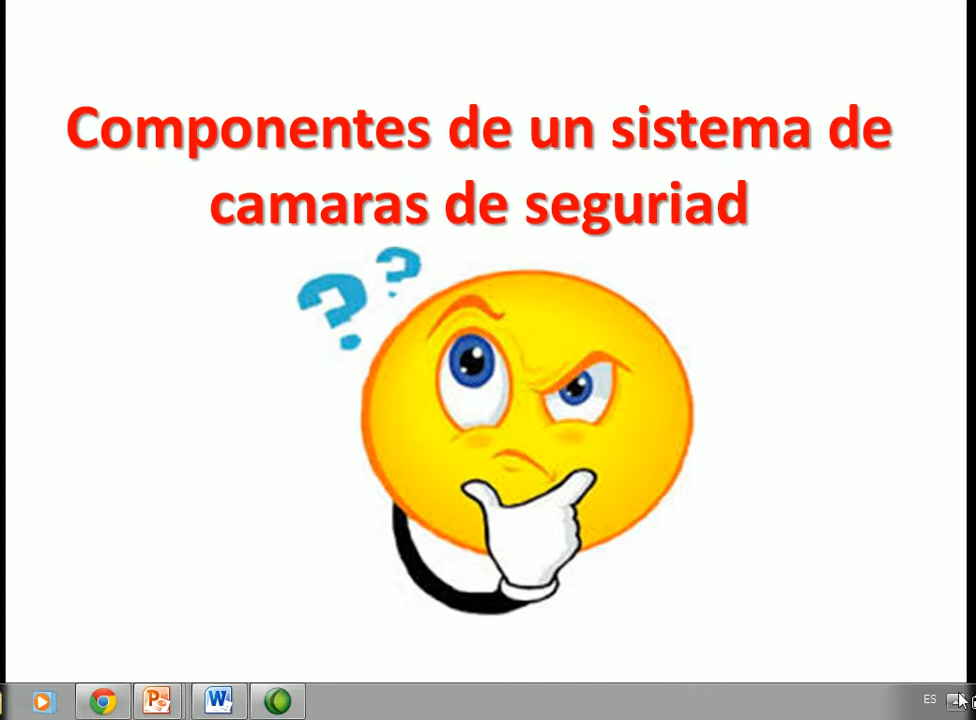 Componentes de un sistema de
camaras de seguriad
? ?
ES